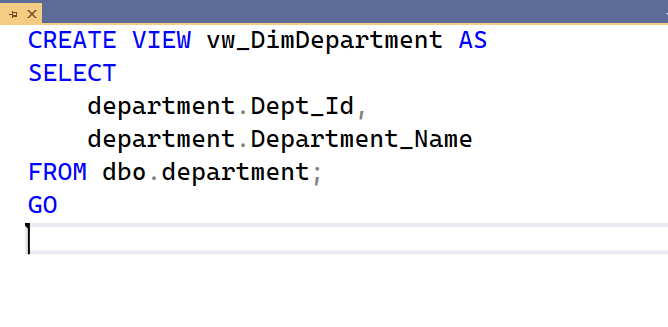 CREATE VIEW vw_DimDepartment AS
SELECT
    department.Dept_Id,
    department.Department_Name
FROM dbo.department;
GO